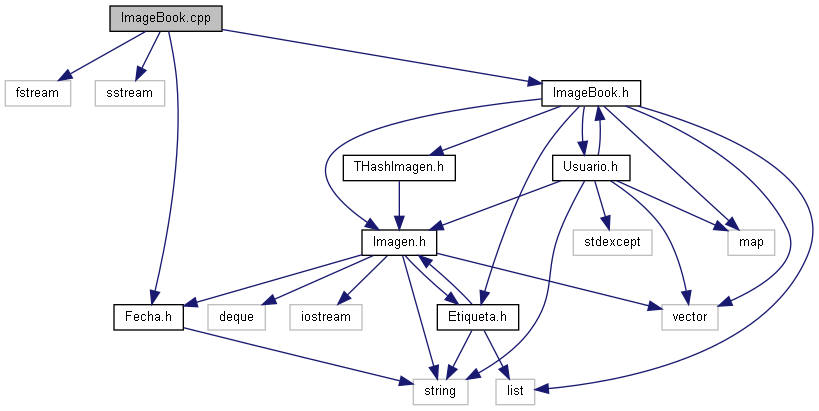 ImageBook.cpp
fstream
sstream
ImageBook.h
THashImagen.h
Usuario.h
Imagen.h
stdexcept
map
Fecha.h
deque
iostream
Etiqueta.h
vector
string
list